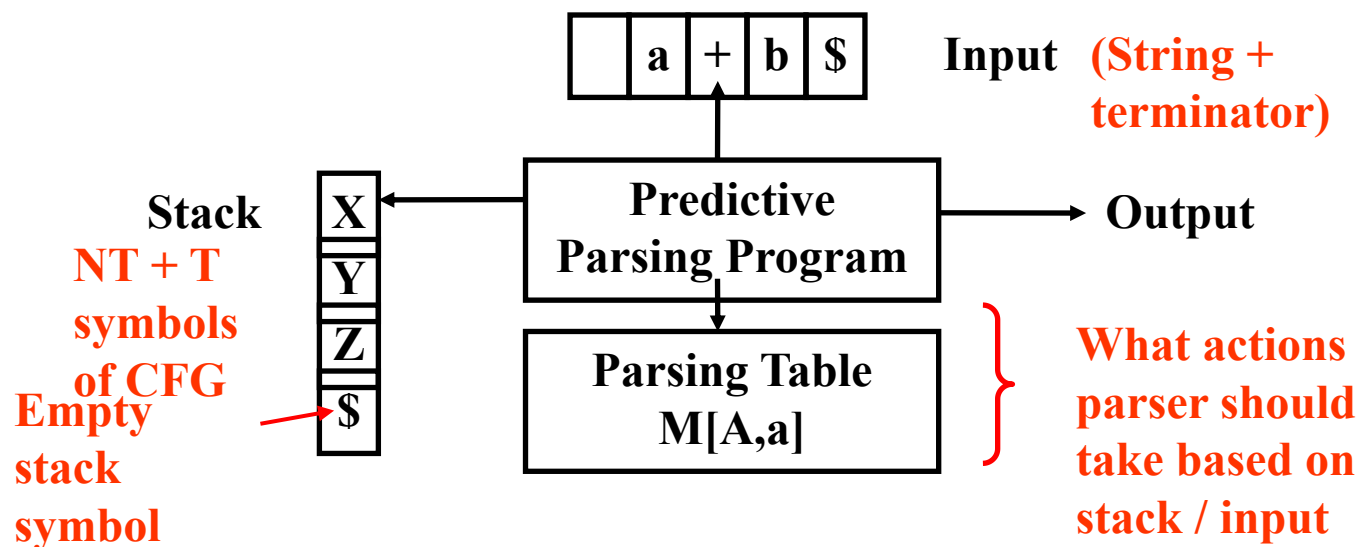 a + b $
Input
(String +
terminator)
Stack
NT + T
symbols
of CFG
Empty
stack
symbol
X
Y
Z
$
Predictive
Parsing Program
Output
Parsing Table
M[A,a]
What actions
parser should
take based on
stack / input